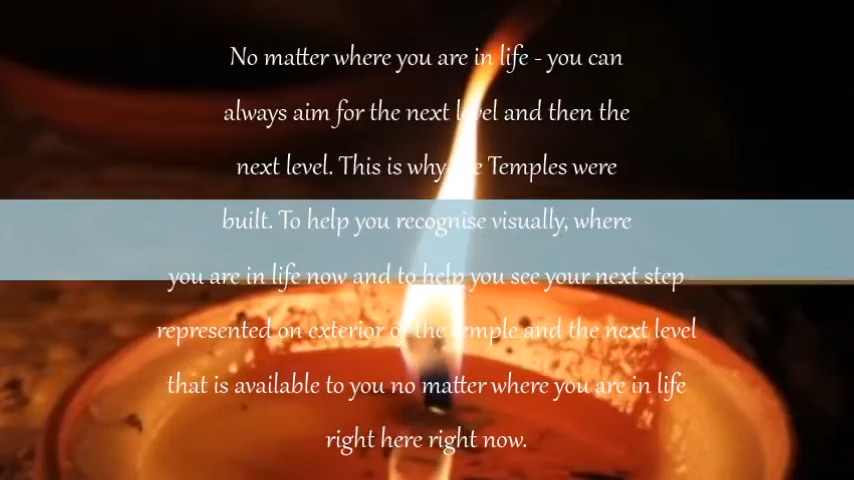 No matter where you are in life - you can
always aim for the next level and then the
next level. This is why the Temples were
built. To help you recognise visually, where
you are in life now and to help you see your next step
represented on exterior of the temple and the next level
that is available to you no matter where you are in life
right here right now.